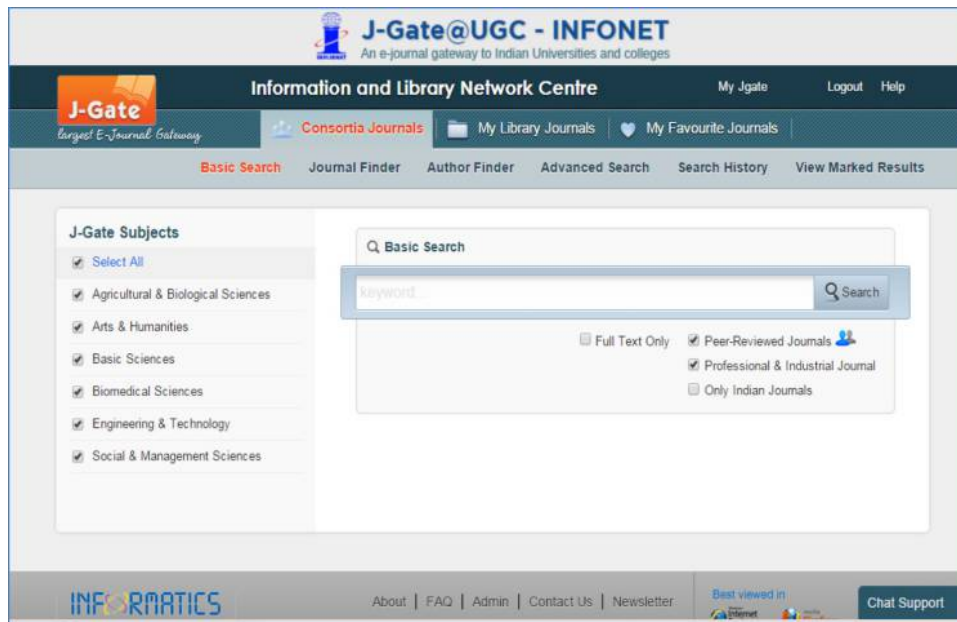 J-Gate@UGC - INFONET
An e-journal gateway to Indian Universities and colleges
J-Gate
largest E-Journal Gateway
Information and Library Network Centre
My Jgate
Logout
Help
Consortia Journals
My Library Journals
My Favourite Journals
Basic Search
Journal Finder
Author Finder
Advanced Search
Search History
View Marked Results
J-Gate Subjects
Select All
Agricultural & Biological Sciences
Arts & Humanities
Basic Sciences
Biomedical Sciences
Engineering & Technology
Social & Management Sciences
Basic Search
keyword...
Search
Full Text Only
Peer-Reviewed Journals
Professional & Industrial Journal
Only Indian Journals
INFORMATICS
About | FAQ | Admin | Contact Us | Newsletter
Best viewed in
Internet
Chat Support